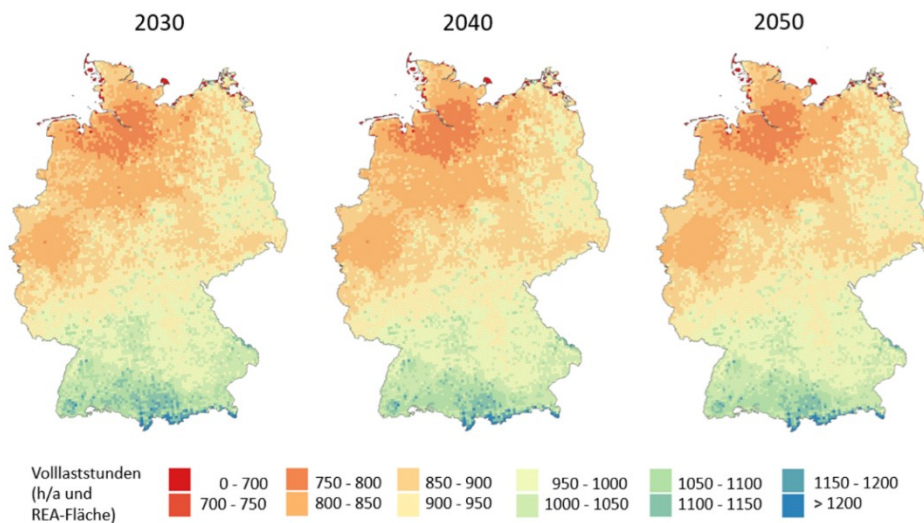 2030 2040 2050
Volllaststunden
(h/a und
REA-Fläche)
0 - 700 750 - 800 850 - 900 950 - 1000 1050 - 1100 1150 - 1200
700 - 750 800 - 850 900 - 950 1000 - 1050 1100 - 1150 > 1200